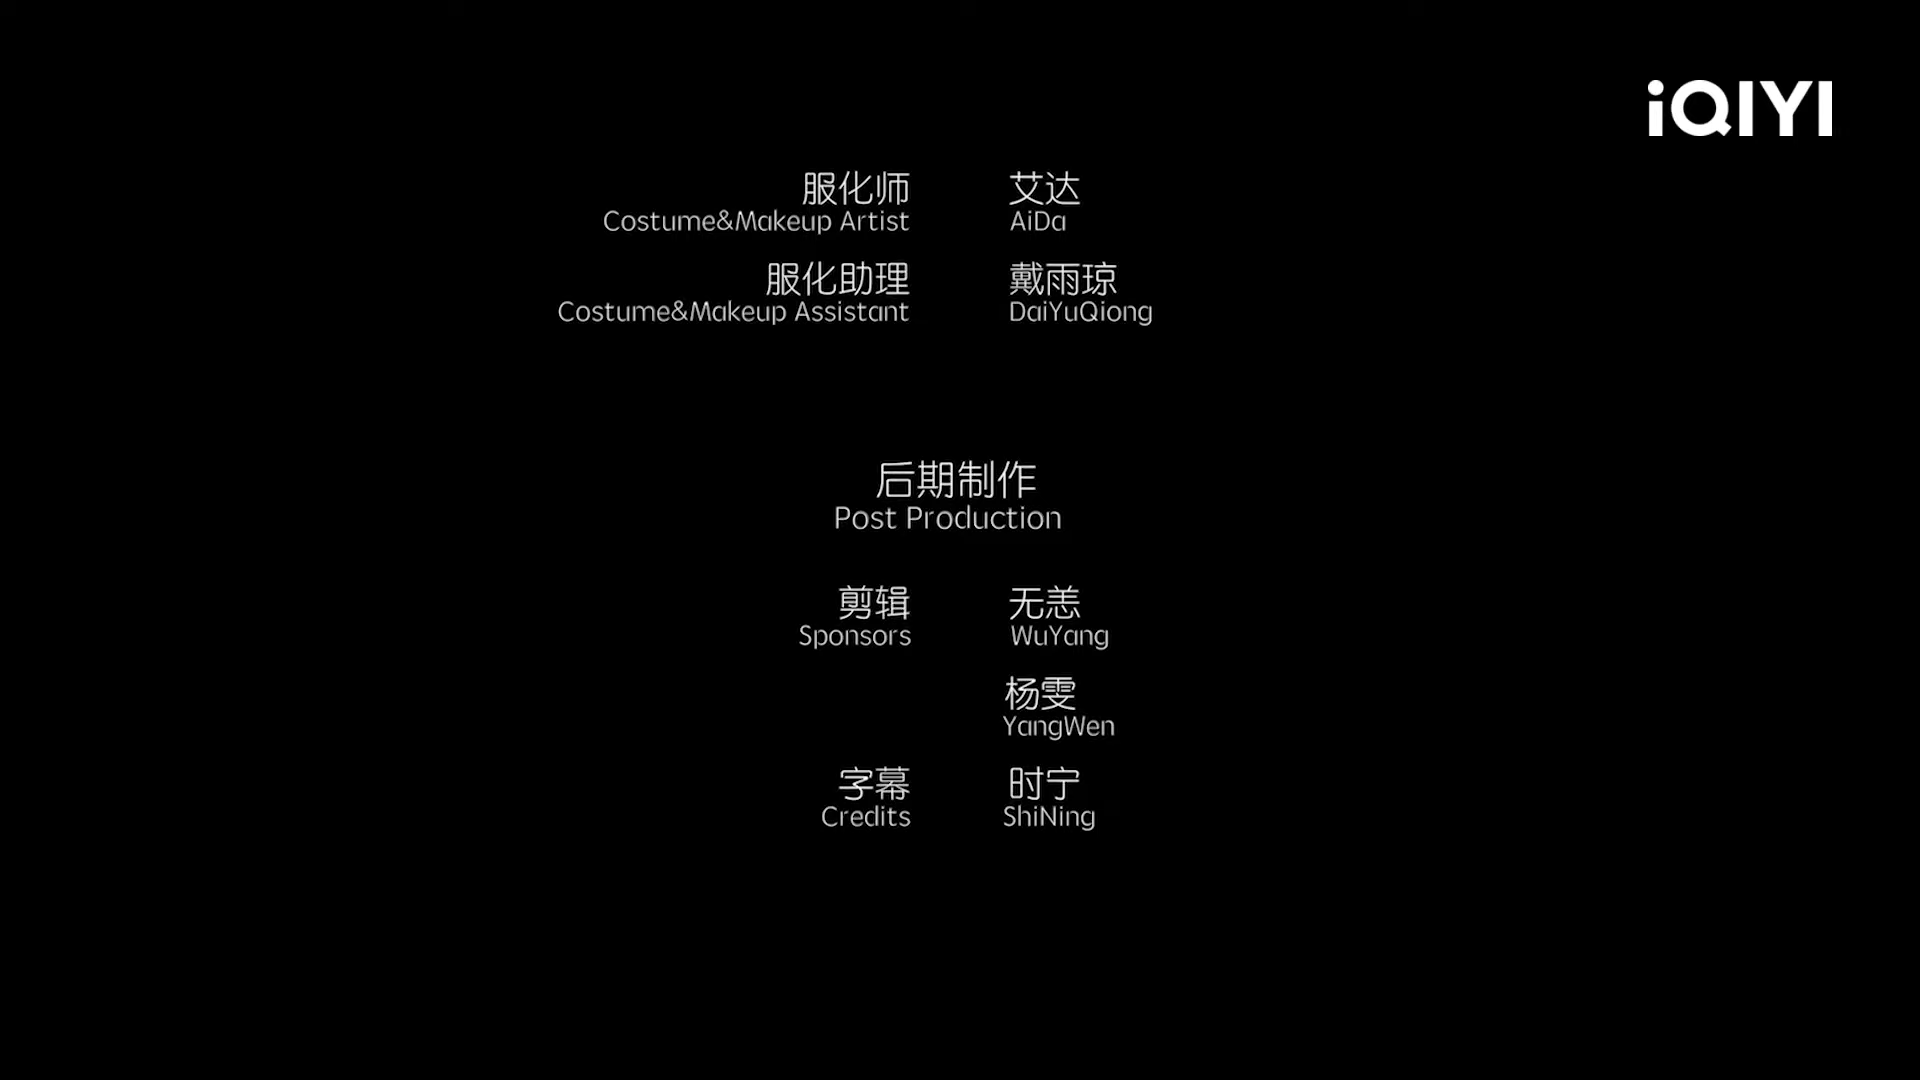 iQIYI
服化师 艾达
Costume&Makeup Artist AiDa
服化助理 戴雨琼
Costume&Makeup Assistant DaiYuQiong
后期制作
Post Production
剪辑 无恙
Sponsors WuYang
杨雯
YangWen
字幕 时宁
Credits ShiNing